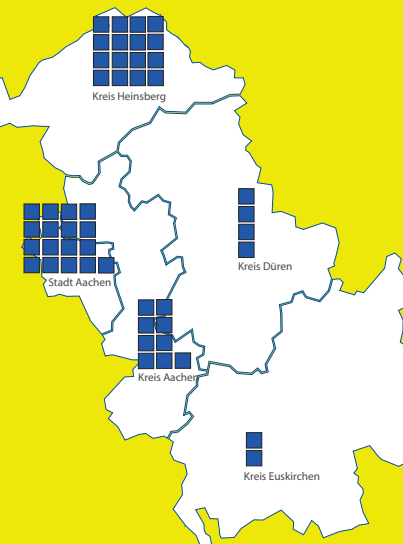 Kreis Heinsberg
Kreis Düren
Stadt Aachen
Kreis Aachen
Kreis Euskirchen